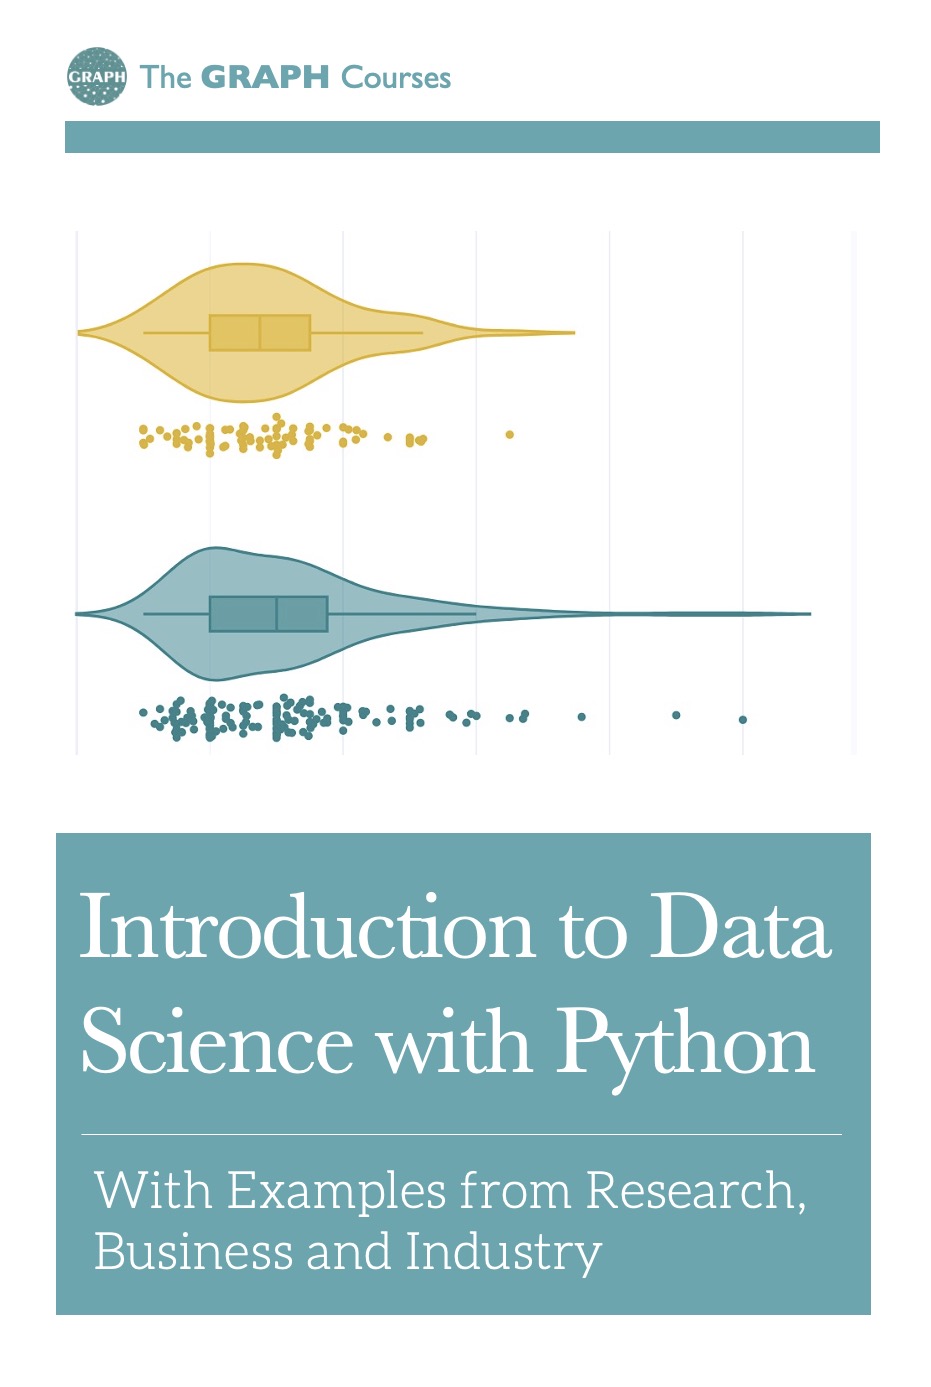 GRAPH The GRAPH Courses
Introduction to Data
Science with Python
With Examples from Research,
Business and Industry